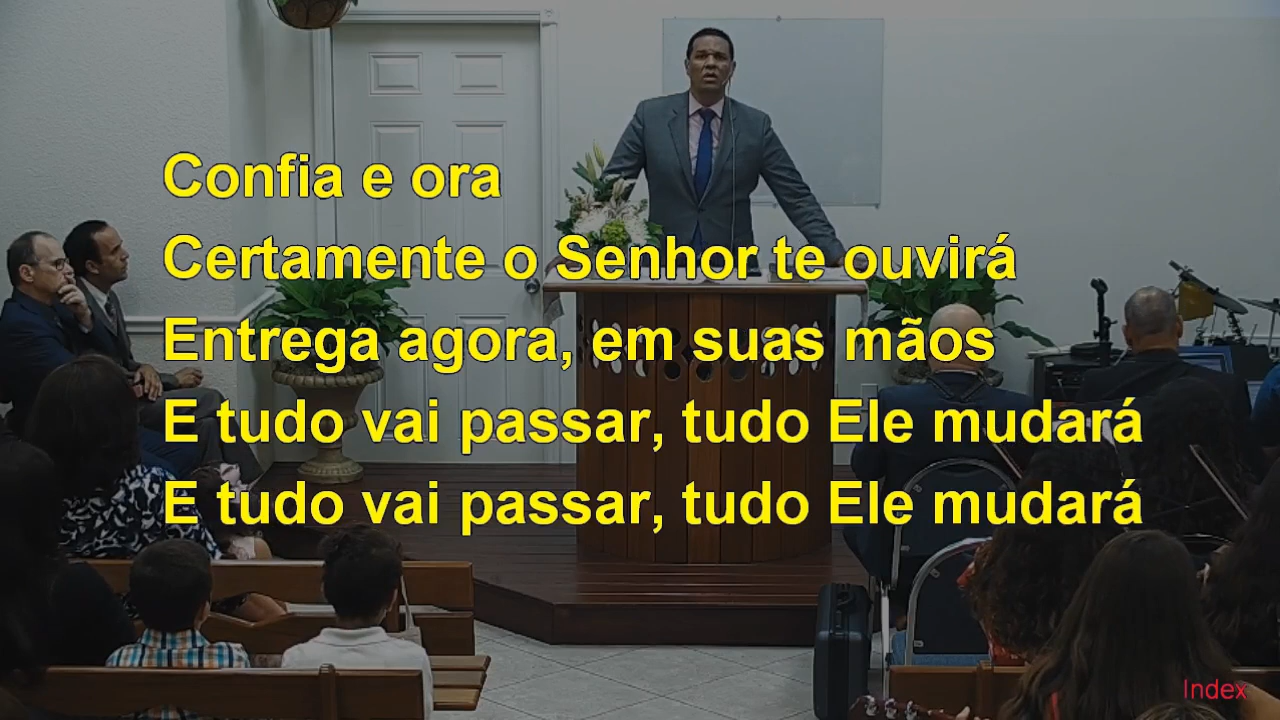 Confia e ora
Certamente o Senhor te ouvirá
Entrega agora, em suas mãos
E tudo vai passar, tudo Ele mudará
E tudo vai passar, tudo Ele mudará
Index